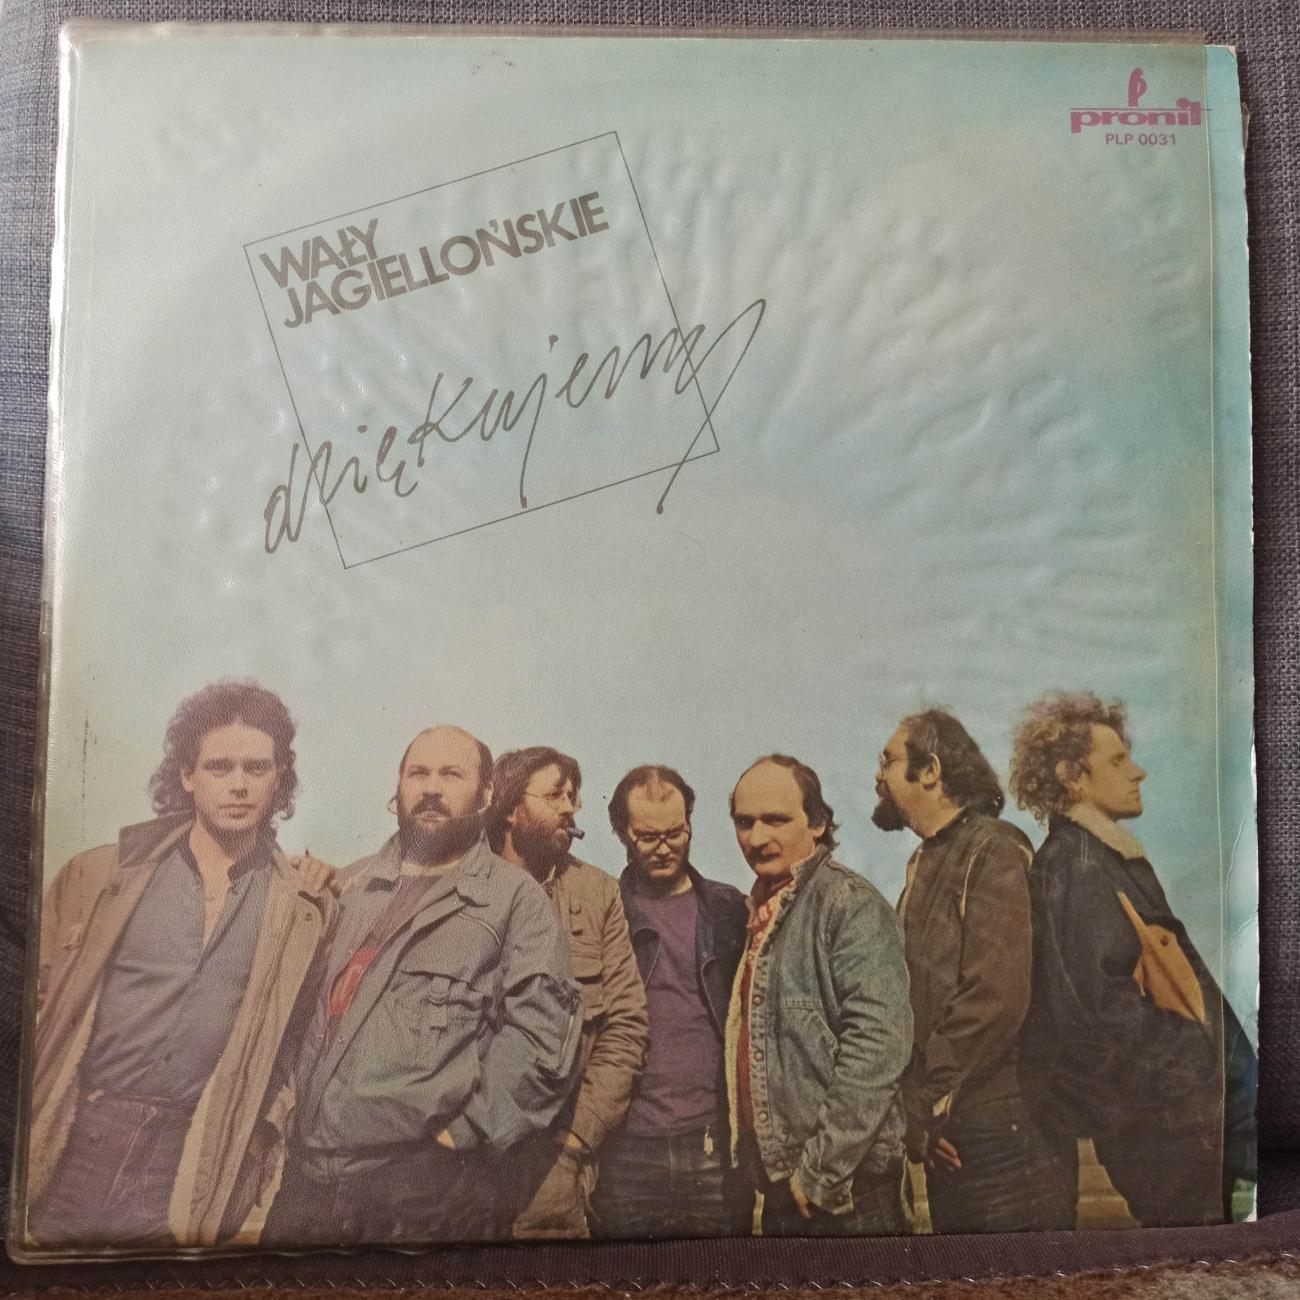 pronit
PLP 0031
WAŁY
JAGIELLOŃSKIE
dziękujemy